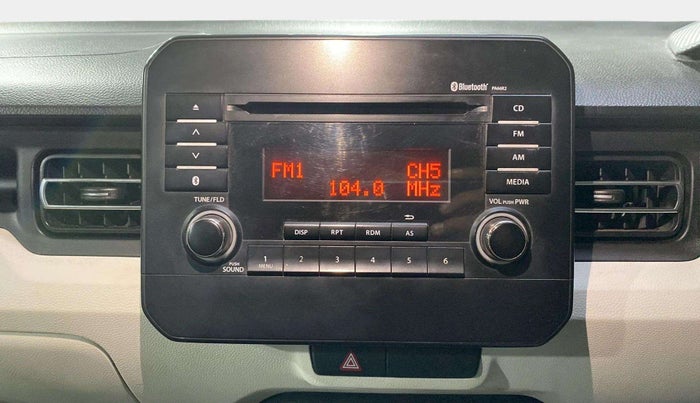 Bluetooth PA66R2
CD
FM
AM
MEDIA
FM1 CH5
104.0 MHz
TUNE/FLD
VOL PUSH PWR
DISP RPT RDM AS
PUSH SOUND
1 2 3 4 5 6
MENU